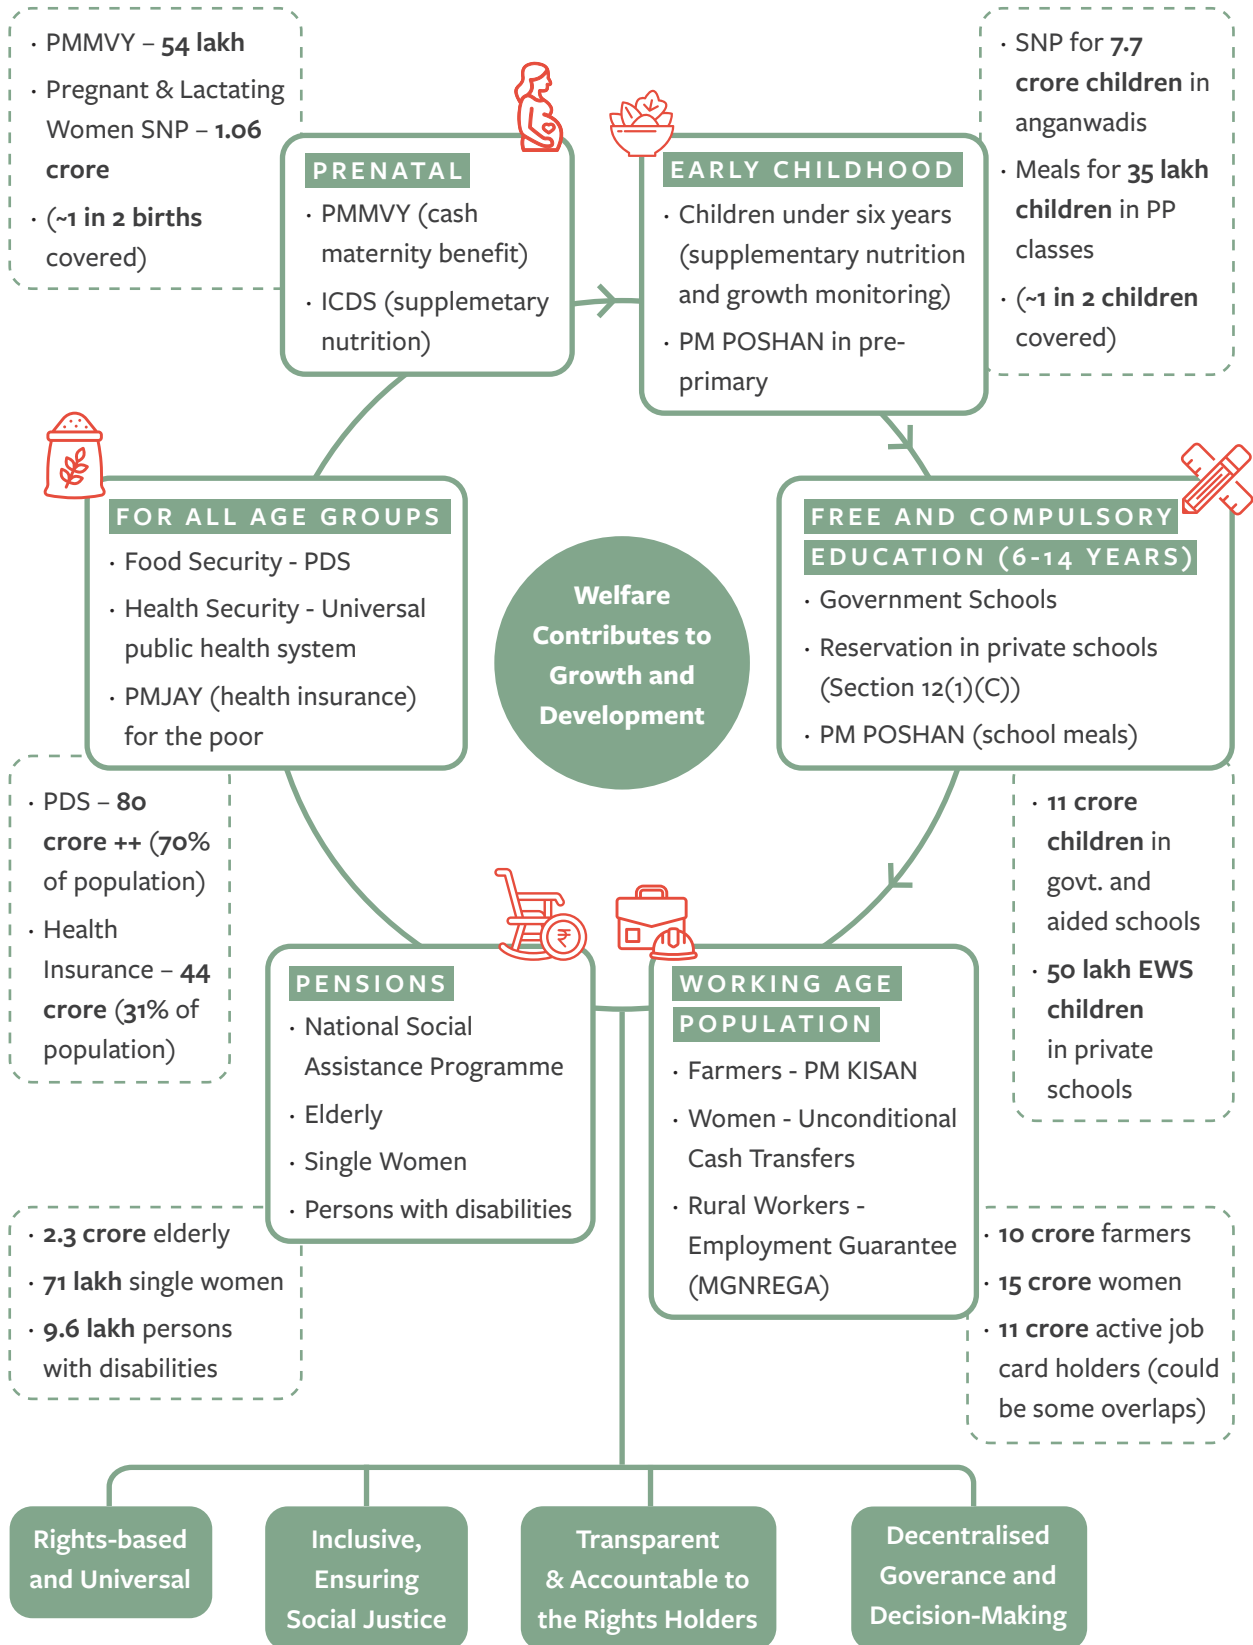 · PMMVY – 54 lakh
· Pregnant & Lactating
Women SNP – 1.06
crore
· (~1 in 2 births
covered)
PRENATAL
· PMMVY (cash
maternity benefit)
· ICDS (supplemetary
nutrition)
EARLY CHILDHOOD
· Children under six years
(supplementary nutrition
and growth monitoring)
· PM POSHAN in pre-
primary
· SNP for 7.7
crore children in
anganwadis
· Meals for 35 lakh
children in PP
classes
· (~1 in 2 children
covered)
FOR ALL AGE GROUPS
· Food Security - PDS
· Health Security - Universal
public health system
· PMJAY (health insurance)
for the poor
Welfare
Contributes to
Growth and
Development
FREE AND COMPULSORY
EDUCATION (6-14 YEARS)
· Government Schools
· Reservation in private schools
(Section 12(1)(C))
· PM POSHAN (school meals)
· PDS – 80
crore ++ (70%
of population)
· Health
Insurance – 44
crore (31% of
population)
· 11 crore
children in
govt. and
aided schools
· 50 lakh EWS
children
in private
schools
₹
PENSIONS
· National Social
Assistance Programme
· Elderly
· Single Women
· Persons with disabilities
WORKING AGE
POPULATION
· Farmers - PM KISAN
· Women - Unconditional
Cash Transfers
· Rural Workers -
Employment Guarantee
(MGNREGA)
· 2.3 crore elderly
· 71 lakh single women
· 9.6 lakh persons
with disabilities
· 10 crore farmers
· 15 crore women
· 11 crore active job
card holders (could
be some overlaps)
Rights-based
and Universal
Inclusive,
Ensuring
Social Justice
Transparent
& Accountable to
the Rights Holders
Decentralised
Goverance and
Decision-Making